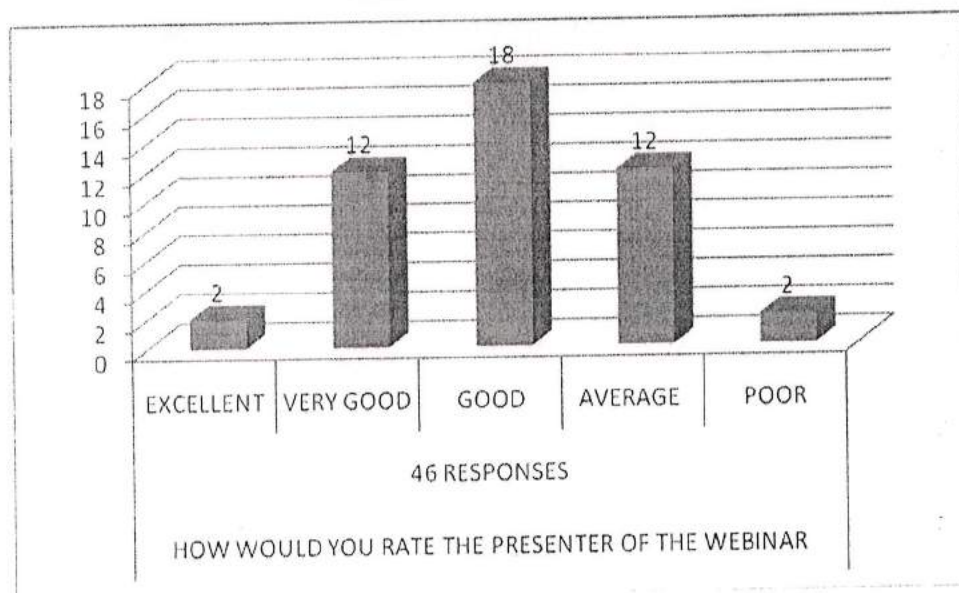 18
18
16
14
12
10
8
6
4
2
0
2
12
12
2
EXCELLENT
VERY GOOD
GOOD
AVERAGE
POOR
46 RESPONSES
HOW WOULD YOU RATE THE PRESENTER OF THE WEBINAR